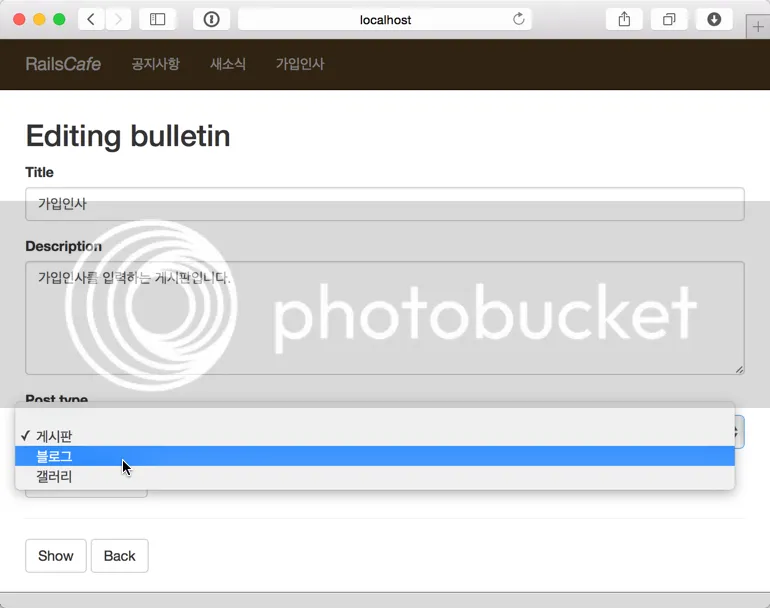 localhost
RailsCafe 공지사항 새소식 가입인사
Editing bulletin
Title
가입인사
Description
가입인사를 입력하는 게시판입니다.
photobucket
Post type
✓ 게시판
블로그
갤러리
Show Back